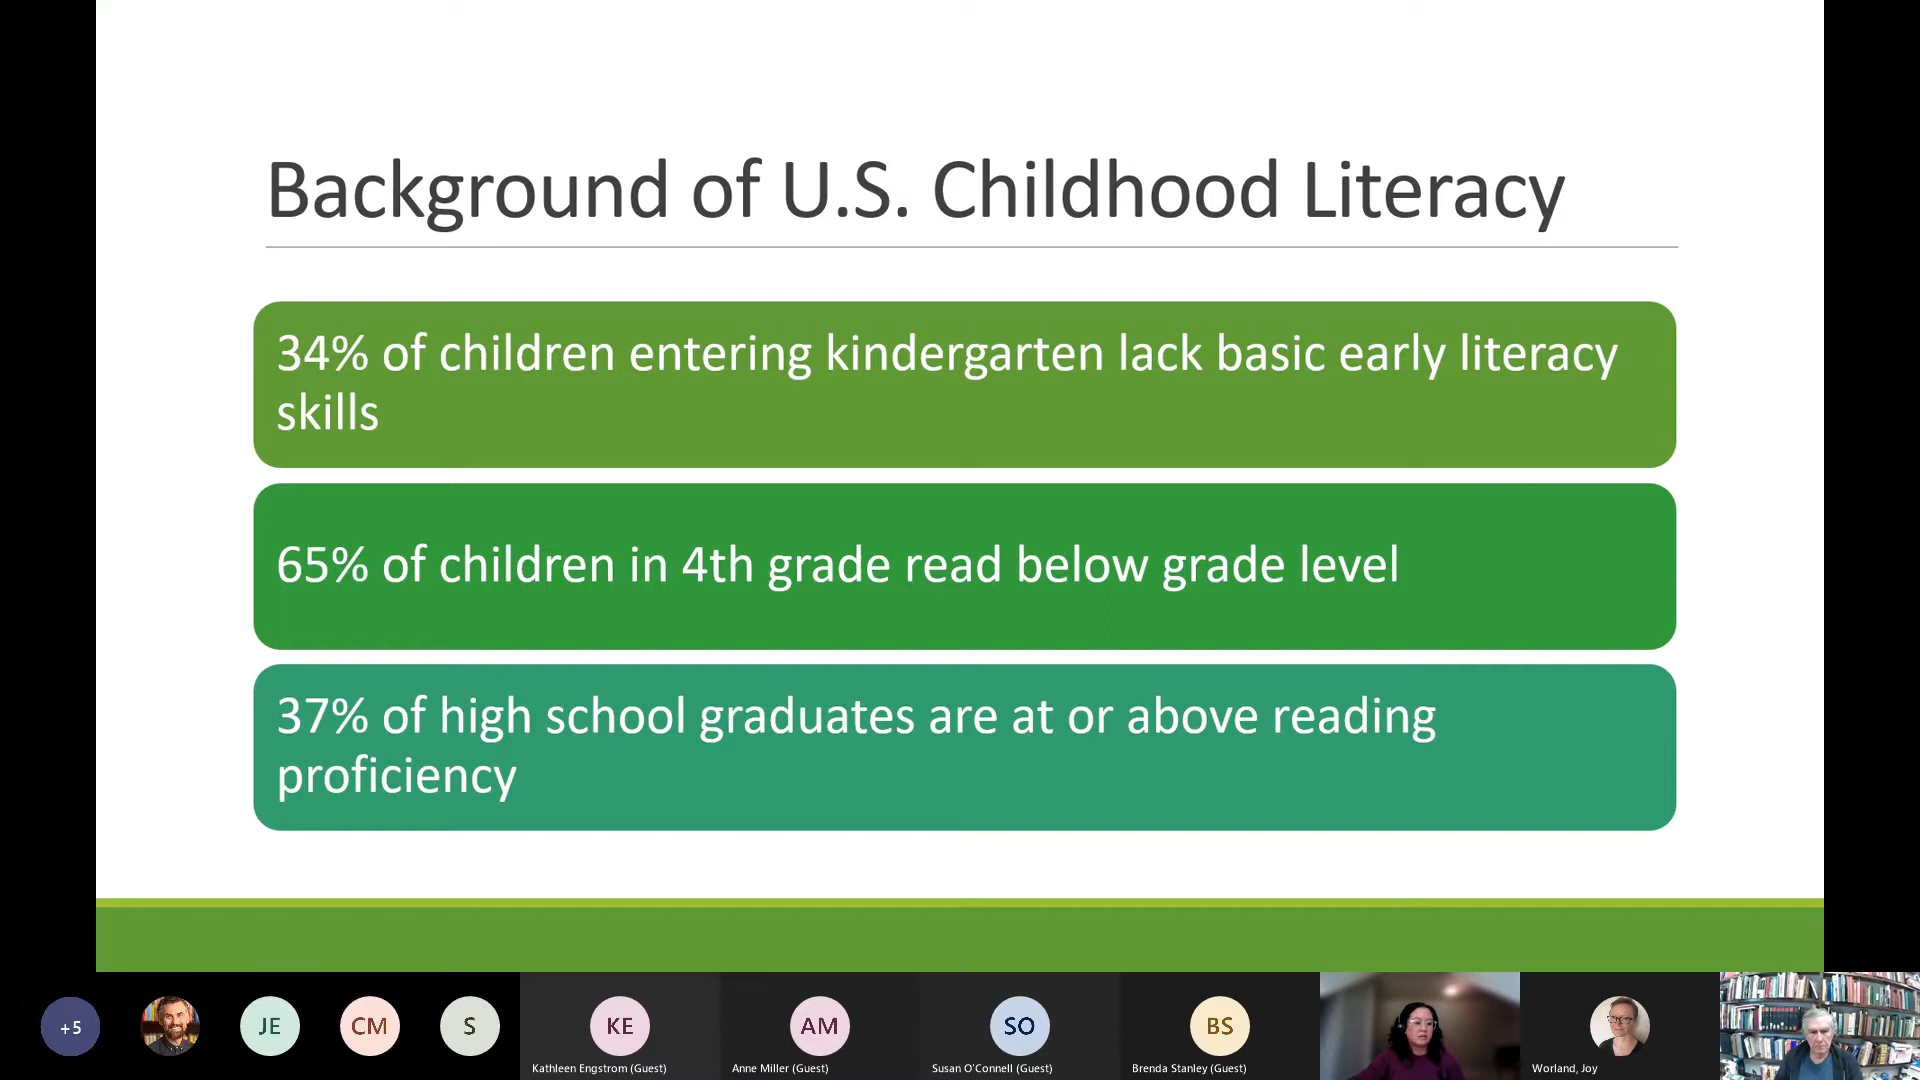 Background of U.S. Childhood Literacy
34% of children entering kindergarten lack basic early literacy
skills
65% of children in 4th grade read below grade level
37% of high school graduates are at or above reading
proficiency
+5
JE
CM
S
KE
AM
SO
BS
Kathleen Engstrom (Guest)
Anne Miller (Guest)
Susan O'Connell (Guest)
Brenda Stanley (Guest)
Worland, Joy